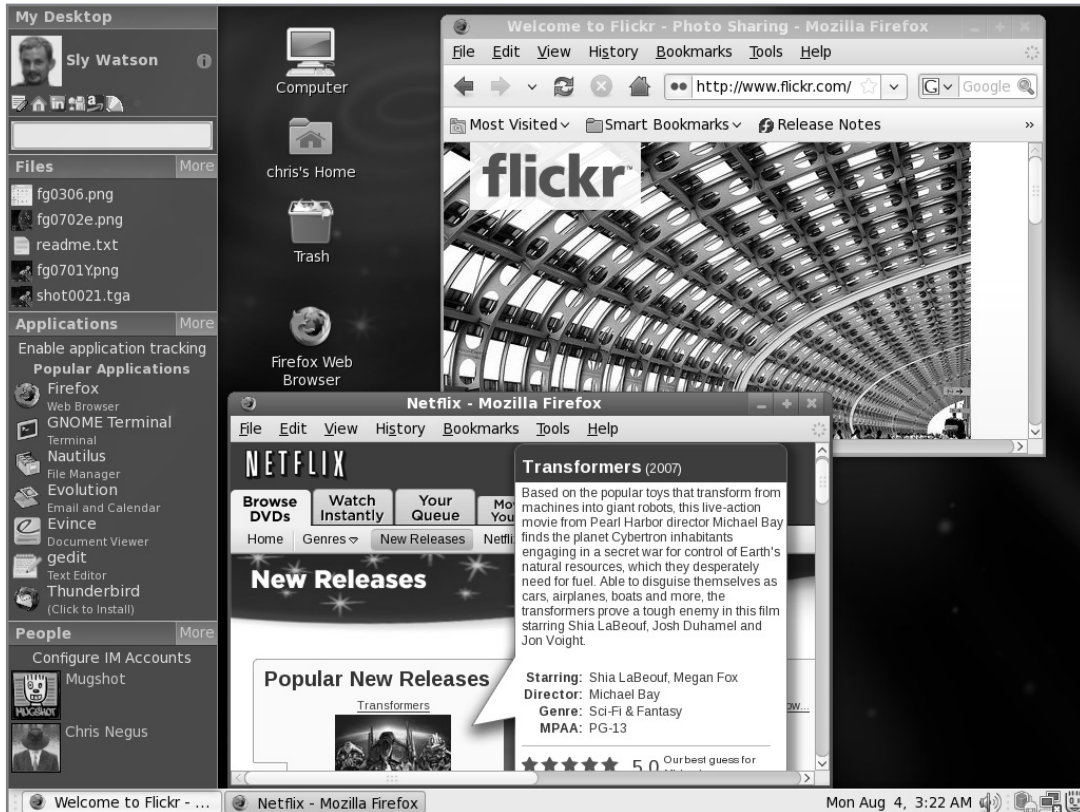 My Desktop
Sly Watson
Files More
fg0306.png
fg0702e.png
readme.txt
fg0701Y.png
shot0021.tga
Applications More
Enable application tracking
Popular Applications
Firefox
Web Browser
GNOME Terminal
Terminal
Nautilus
File Manager
Evolution
Email and Calendar
Evince
Document Viewer
gedit
Text Editor
Thunderbird
(Click to Install)
People More
Configure IM Accounts
Mugshot
MUGSHOT
Chris Negus
Computer
chris's Home
Trash
Firefox Web
Browser
Welcome to Flickr - Photo Sharing - Mozilla Firefox
File Edit View History Bookmarks Tools Help
http://www.flickr.com/
G Google
Most Visited Smart Bookmarks Release Notes »
flickr™
Netflix - Mozilla Firefox
File Edit View History Bookmarks Tools Help
NETFLIX
Browse DVDs
Watch Instantly
Your Queue
Mo
You
Home Genres New Releases Netfli
New Releases
Popular New Releases
Transformers
Transformers (2007)
Based on the popular toys that transform from
machines into giant robots, this live-action
movie from Pearl Harbor director Michael Bay
finds the planet Cybertron inhabitants
engaging in a secret war for control of Earth's
natural resources, which they desperately
need for fuel. Able to disguise themselves as
cars, airplanes, boats and more, the
transformers prove a tough enemy in this film
starring Shia LaBeouf, Josh Duhamel and
Jon Voight.
Starring: Shia LaBeouf, Megan Fox
Director: Michael Bay
Genre: Sci-Fi & Fantasy
MPAA: PG-13
5.0 Our best guess for
ow...
Welcome to Flickr - ...
Netflix - Mozilla Firefox
Mon Aug 4, 3:22 AM